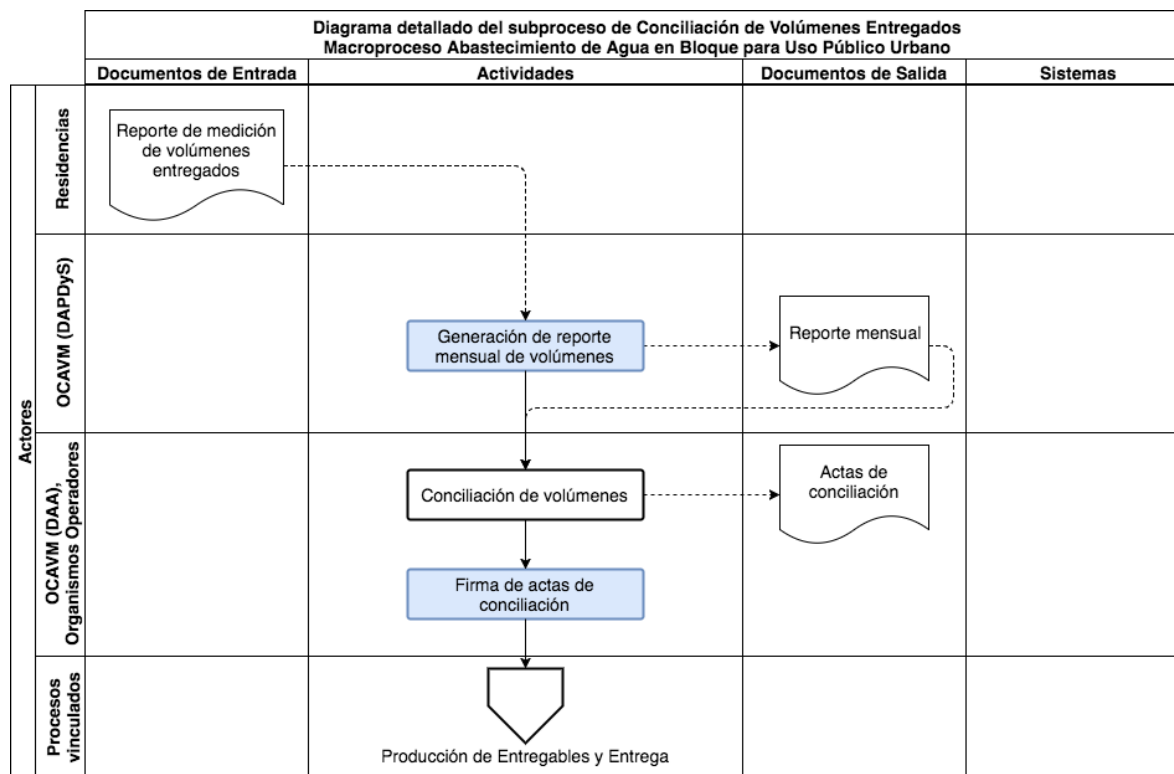 Diagrama detallado del subproceso de Conciliación de Volúmenes Entregados
Macroproceso Abastecimiento de Agua en Bloque para Uso Público Urbano
Documentos de Entrada
Actividades
Documentos de Salida
Sistemas
Actores
Residencias
Reporte de medición
de volúmenes
entregados
OCAVM (DAPDyS)
Generación de reporte
mensual de volúmenes
Reporte mensual
OCAVM (DAA),
Organismos Operadores
Conciliación de volúmenes
Actas de
conciliación
Firma de actas de
conciliación
Procesos
vinculados
Producción de Entregables y Entrega